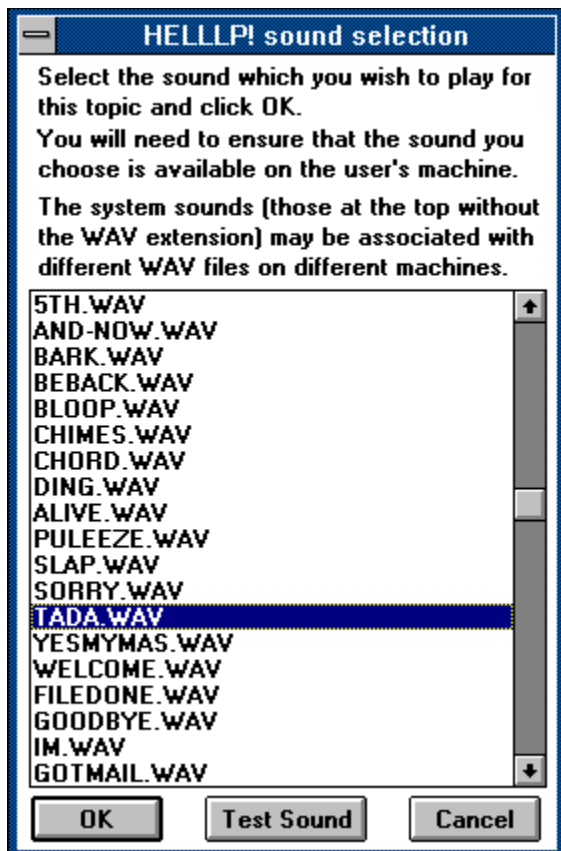 HELLLP! sound selection
Select the sound which you wish to play for
this topic and click OK.
You will need to ensure that the sound you
choose is available on the user's machine.
The system sounds (those at the top without
the WAV extension) may be associated with
different WAV files on different machines.
5TH.WAV
AND-NOW.WAV
BARK.WAV
BEBACK.WAV
BLOOP.WAV
CHIMES.WAV
CHORD.WAV
DING.WAV
ALIVE.WAV
PULEEZE.WAV
SLAP.WAV
SORRY.WAV
TADA.WAV
YESMYMAS.WAV
WELCOME.WAV
FILEDONE.WAV
GOODBYE.WAV
IM.WAV
GOTMAIL.WAV
OK Test Sound Cancel